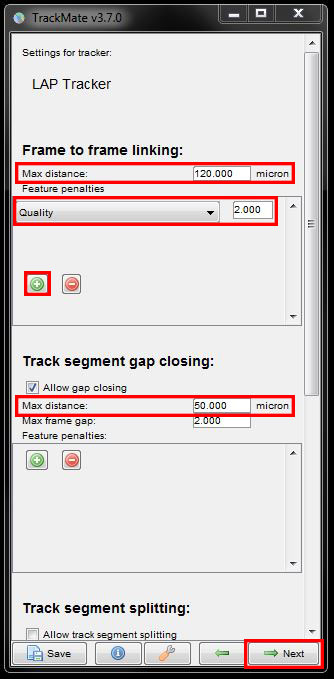 TrackMate v3.7.0
Settings for tracker:
LAP Tracker
Frame to frame linking:
Max distance: 120.000 micron
Feature penalties
Quality 2.000
Track segment gap closing:
Allow gap closing
Max distance: 50.000 micron
Max frame gap: 2.000
Feature penalties:
Track segment splitting:
Allow track segment splitting
Save Next